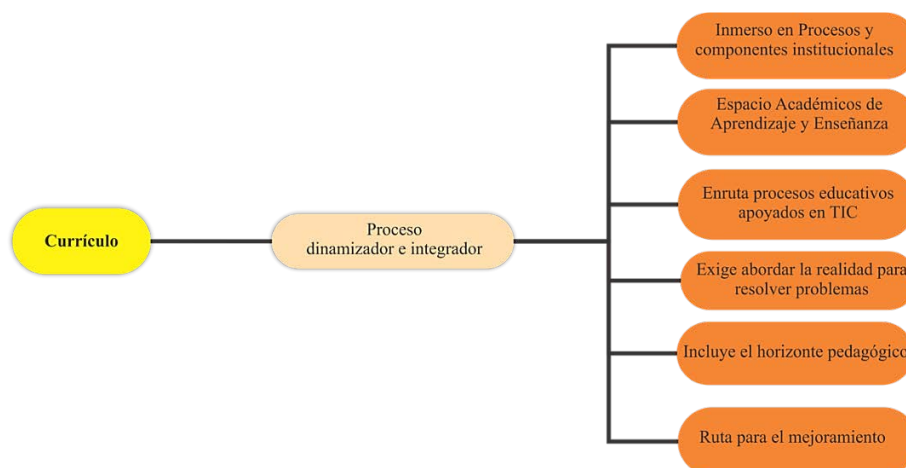 Currículo
Proceso
dinamizador e integrador
Inmerso en Procesos y
componentes institucionales
Espacio Académicos de
Aprendizaje y Enseñanza
Enruta procesos educativos
apoyados en TIC
Exige abordar la realidad para
resolver problemas
Incluye el horizonte pedagógico
Ruta para el mejoramiento